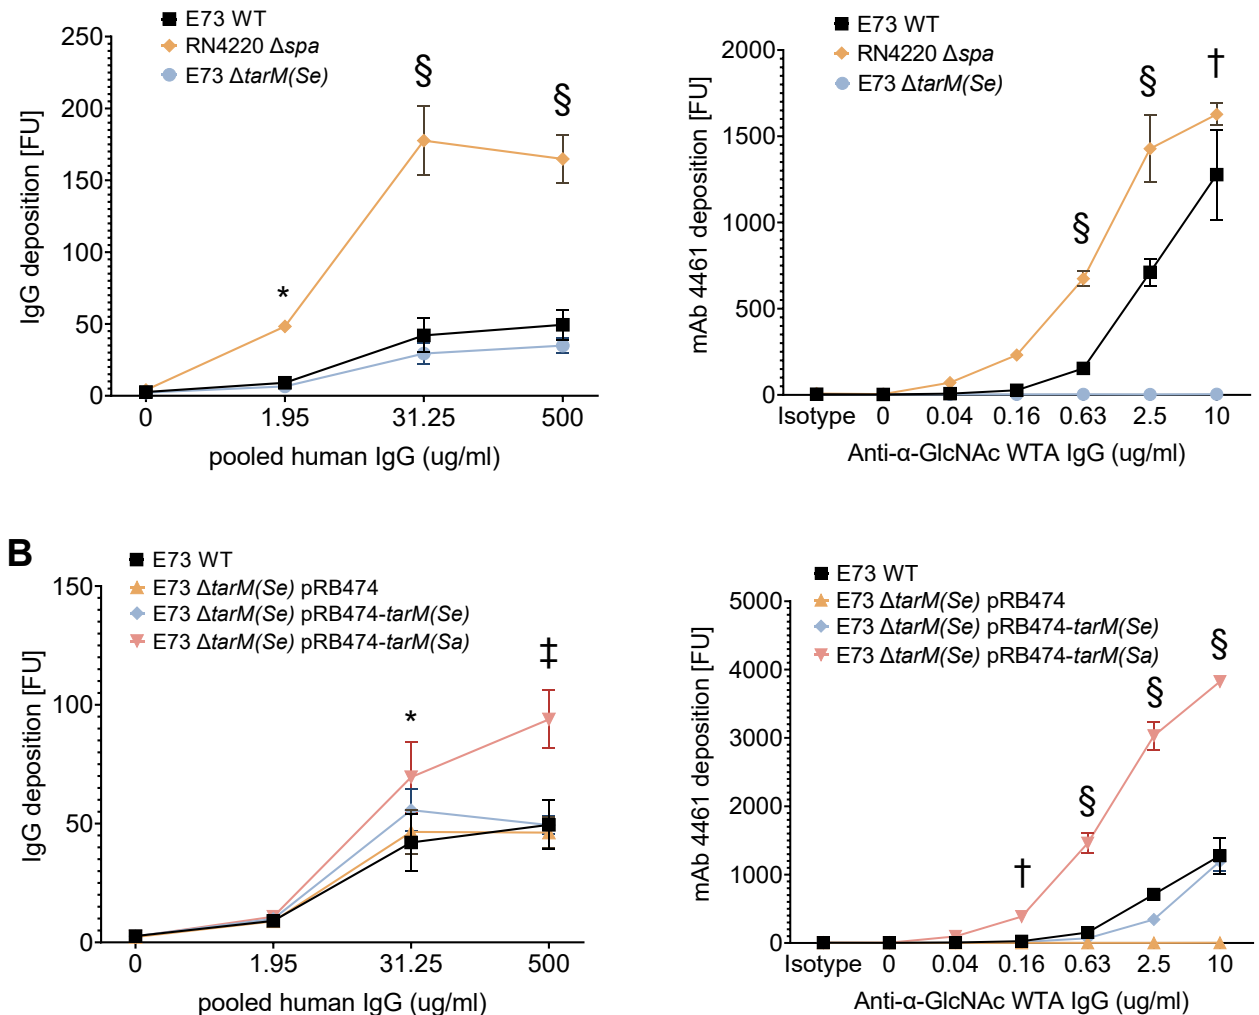 E73 WT
RN4220 Δspa
E73 ΔtarM(Se)
250
200
150
100
50
0
IgG deposition [FU]
*
§
§
0 1.95 31.25 500
pooled human IgG (ug/ml)
E73 WT
RN4220 Δspa
E73 ΔtarM(Se)
2000
1500
1000
500
0
mAb 4461 deposition [FU]
§
§
†
Isotype 0 0.04 0.16 0.63 2.5 10
Anti-α-GlcNAc WTA IgG (ug/ml)
B
E73 WT
E73 ΔtarM(Se) pRB474
E73 ΔtarM(Se) pRB474-tarM(Se)
E73 ΔtarM(Se) pRB474-tarM(Sa)
150
100
50
0
IgG deposition [FU]
*
‡
0 1.95 31.25 500
pooled human IgG (ug/ml)
E73 WT
E73 ΔtarM(Se) pRB474
E73 ΔtarM(Se) pRB474-tarM(Se)
E73 ΔtarM(Se) pRB474-tarM(Sa)
5000
4000
3000
2000
1000
0
mAb 4461 deposition [FU]
†
§
§
§
Isotype 0 0.04 0.16 0.63 2.5 10
Anti-α-GlcNAc WTA IgG (ug/ml)